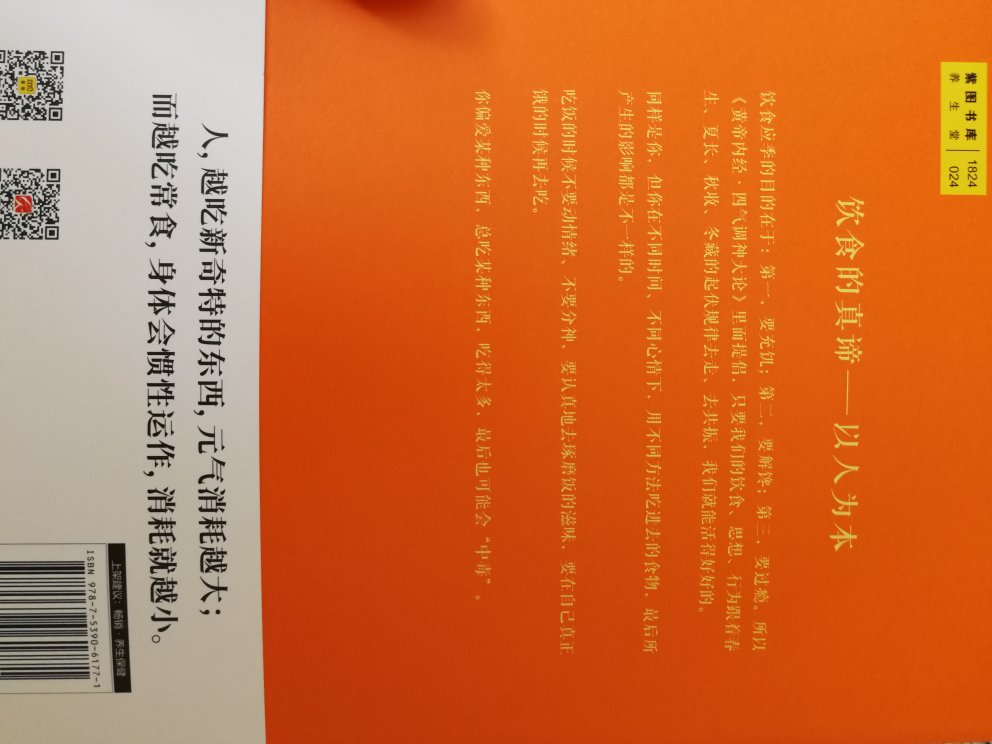 紫图书库 1824
养生堂 024
饮食的真谛——以人为本
饮食应季的目的在于：第一，要充饥；第二，要解馋；第三，要过瘾。所以
《黄帝内经·四气调神大论》里面提倡，只要我们的饮食、思想、行为跟着春
生、夏长、秋收、冬藏的起伏规律去走、去共振，我们就能活得好好的。
同样是你，但你在不同时间、不同心情下，用不同方法吃进去的食物，最后所
产生的影响都是不一样的。
吃饭的时候不要动情绪、不要分神，要认真地去琢磨饭的滋味，要在自己真正
饿的时候再去吃。
你偏爱某种东西，总吃某种东西，吃得太多，最后也可能会“中毒”。
人，越吃新奇特的东西，元气消耗越大；
而越吃常食，身体会惯性运作，消耗就越小。
上架建议：畅销·养生保健
ISBN 978-7-5390-6177-1